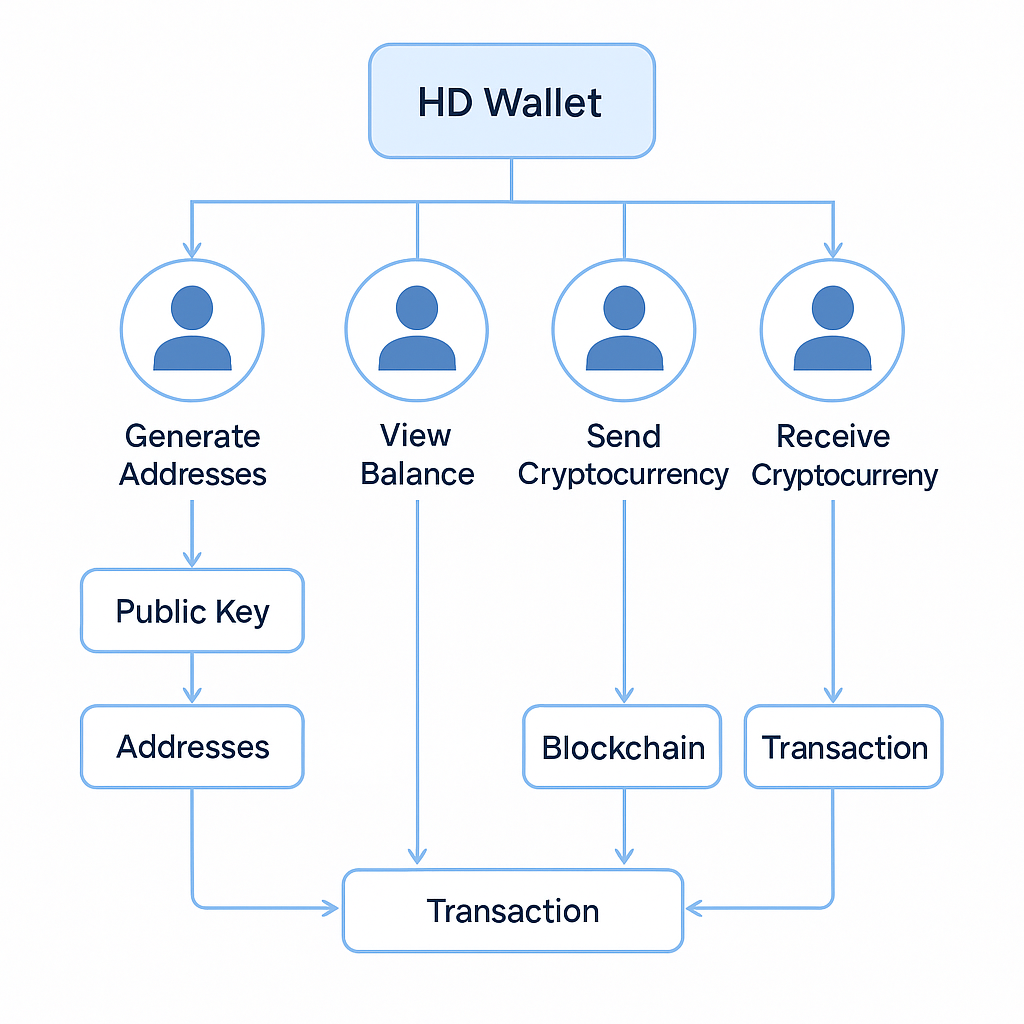 HD Wallet
Generate
Addresses
View
Balance
Send
Cryptocurrency
Receive
Cryptocurreny
Public Key
Addresses
Blockchain
Transaction
Transaction